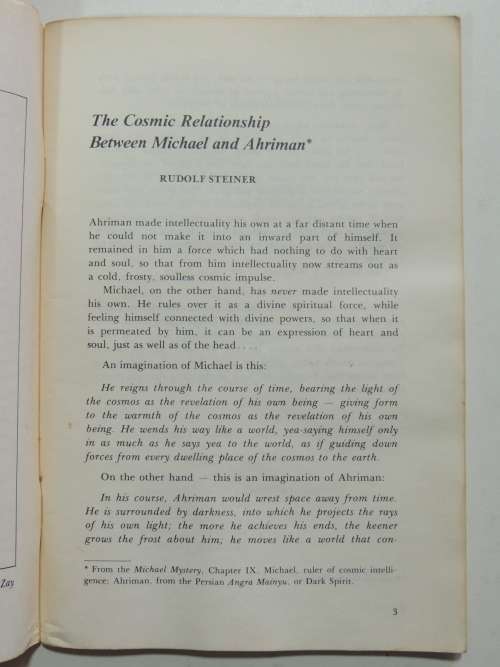 The Cosmic Relationship
Between Michael and Ahriman*
RUDOLF STEINER
Ahriman made intellectuality his own at a far distant time when
he could not make it into an inward part of himself. It
remained in him a force which had nothing to do with heart
and soul, so that from him intellectuality now streams out as
a cold, frosty, soulless cosmic impulse.
Michael, on the other hand, has never made intellectuality
his own. He rules over it as a divine spiritual force, while
feeling himself connected with divine powers, so that when it
is permeated by him, it can be an expression of heart and
soul, just as well as of the head....
An imagination of Michael is this:
He reigns through the course of time, bearing the light of
the cosmos as the revelation of his own being — giving form
to the warmth of the cosmos as the revelation of his own
being. He wends his way like a world, yea-saying himself only
in as much as he says yea to the world, as if guiding down
forces from every dwelling place of the cosmos to the earth.
On the other hand — this is an imagination of Ahriman:
In his course, Ahriman would wrest space away from time.
He is surrounded by darkness, into which he projects the rays
of his own light; the more he achieves his ends, the keener
grows the frost about him; he moves like a world that con-
* From the Michael Mystery, Chapter IX. Michael, ruler of cosmic intelli-
gence; Ahriman, from the Persian Angra Mainyu, or Dark Spirit.
3
Zay